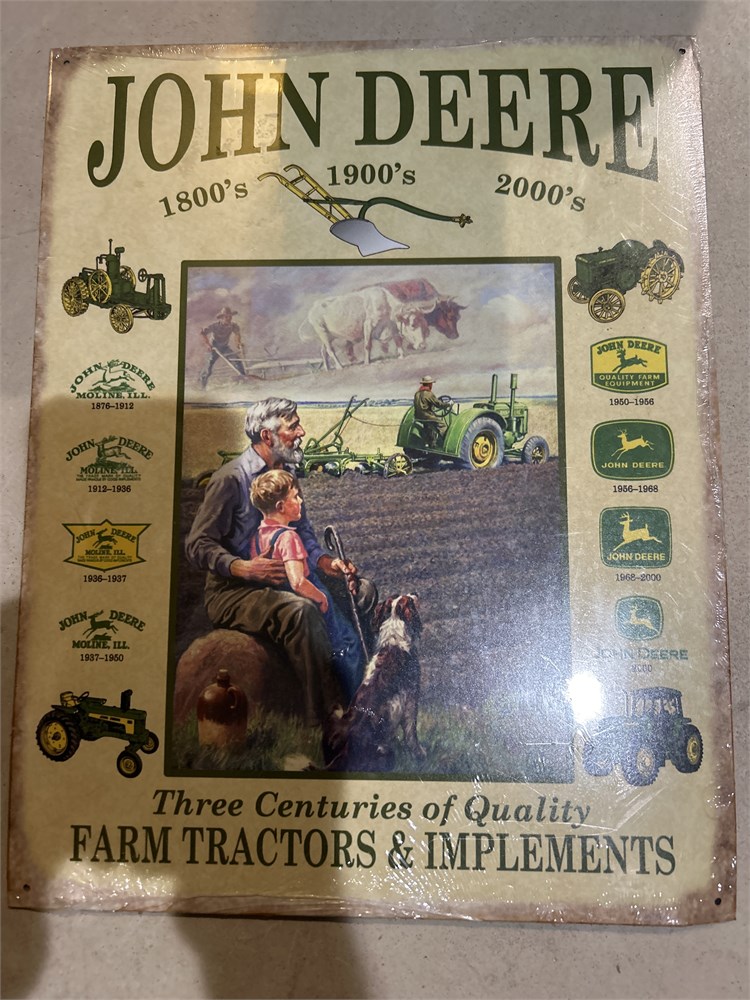 JOHN DEERE
1800's
1900's
2000's
JOHN DEERE
MOLINE, ILL.
1876–1912
JOHN DEERE
MOLINE, ILL.
1912–1936
JOHN DEERE
MOLINE, ILL.
1936–1937
JOHN DEERE
MOLINE, ILL.
1937–1950
JOHN DEERE
QUALITY FARM
EQUIPMENT
1950–1956
JOHN DEERE
1956–1968
JOHN DEERE
1968–2000
JOHN DEERE
2000
Three Centuries of Quality
FARM TRACTORS & IMPLEMENTS